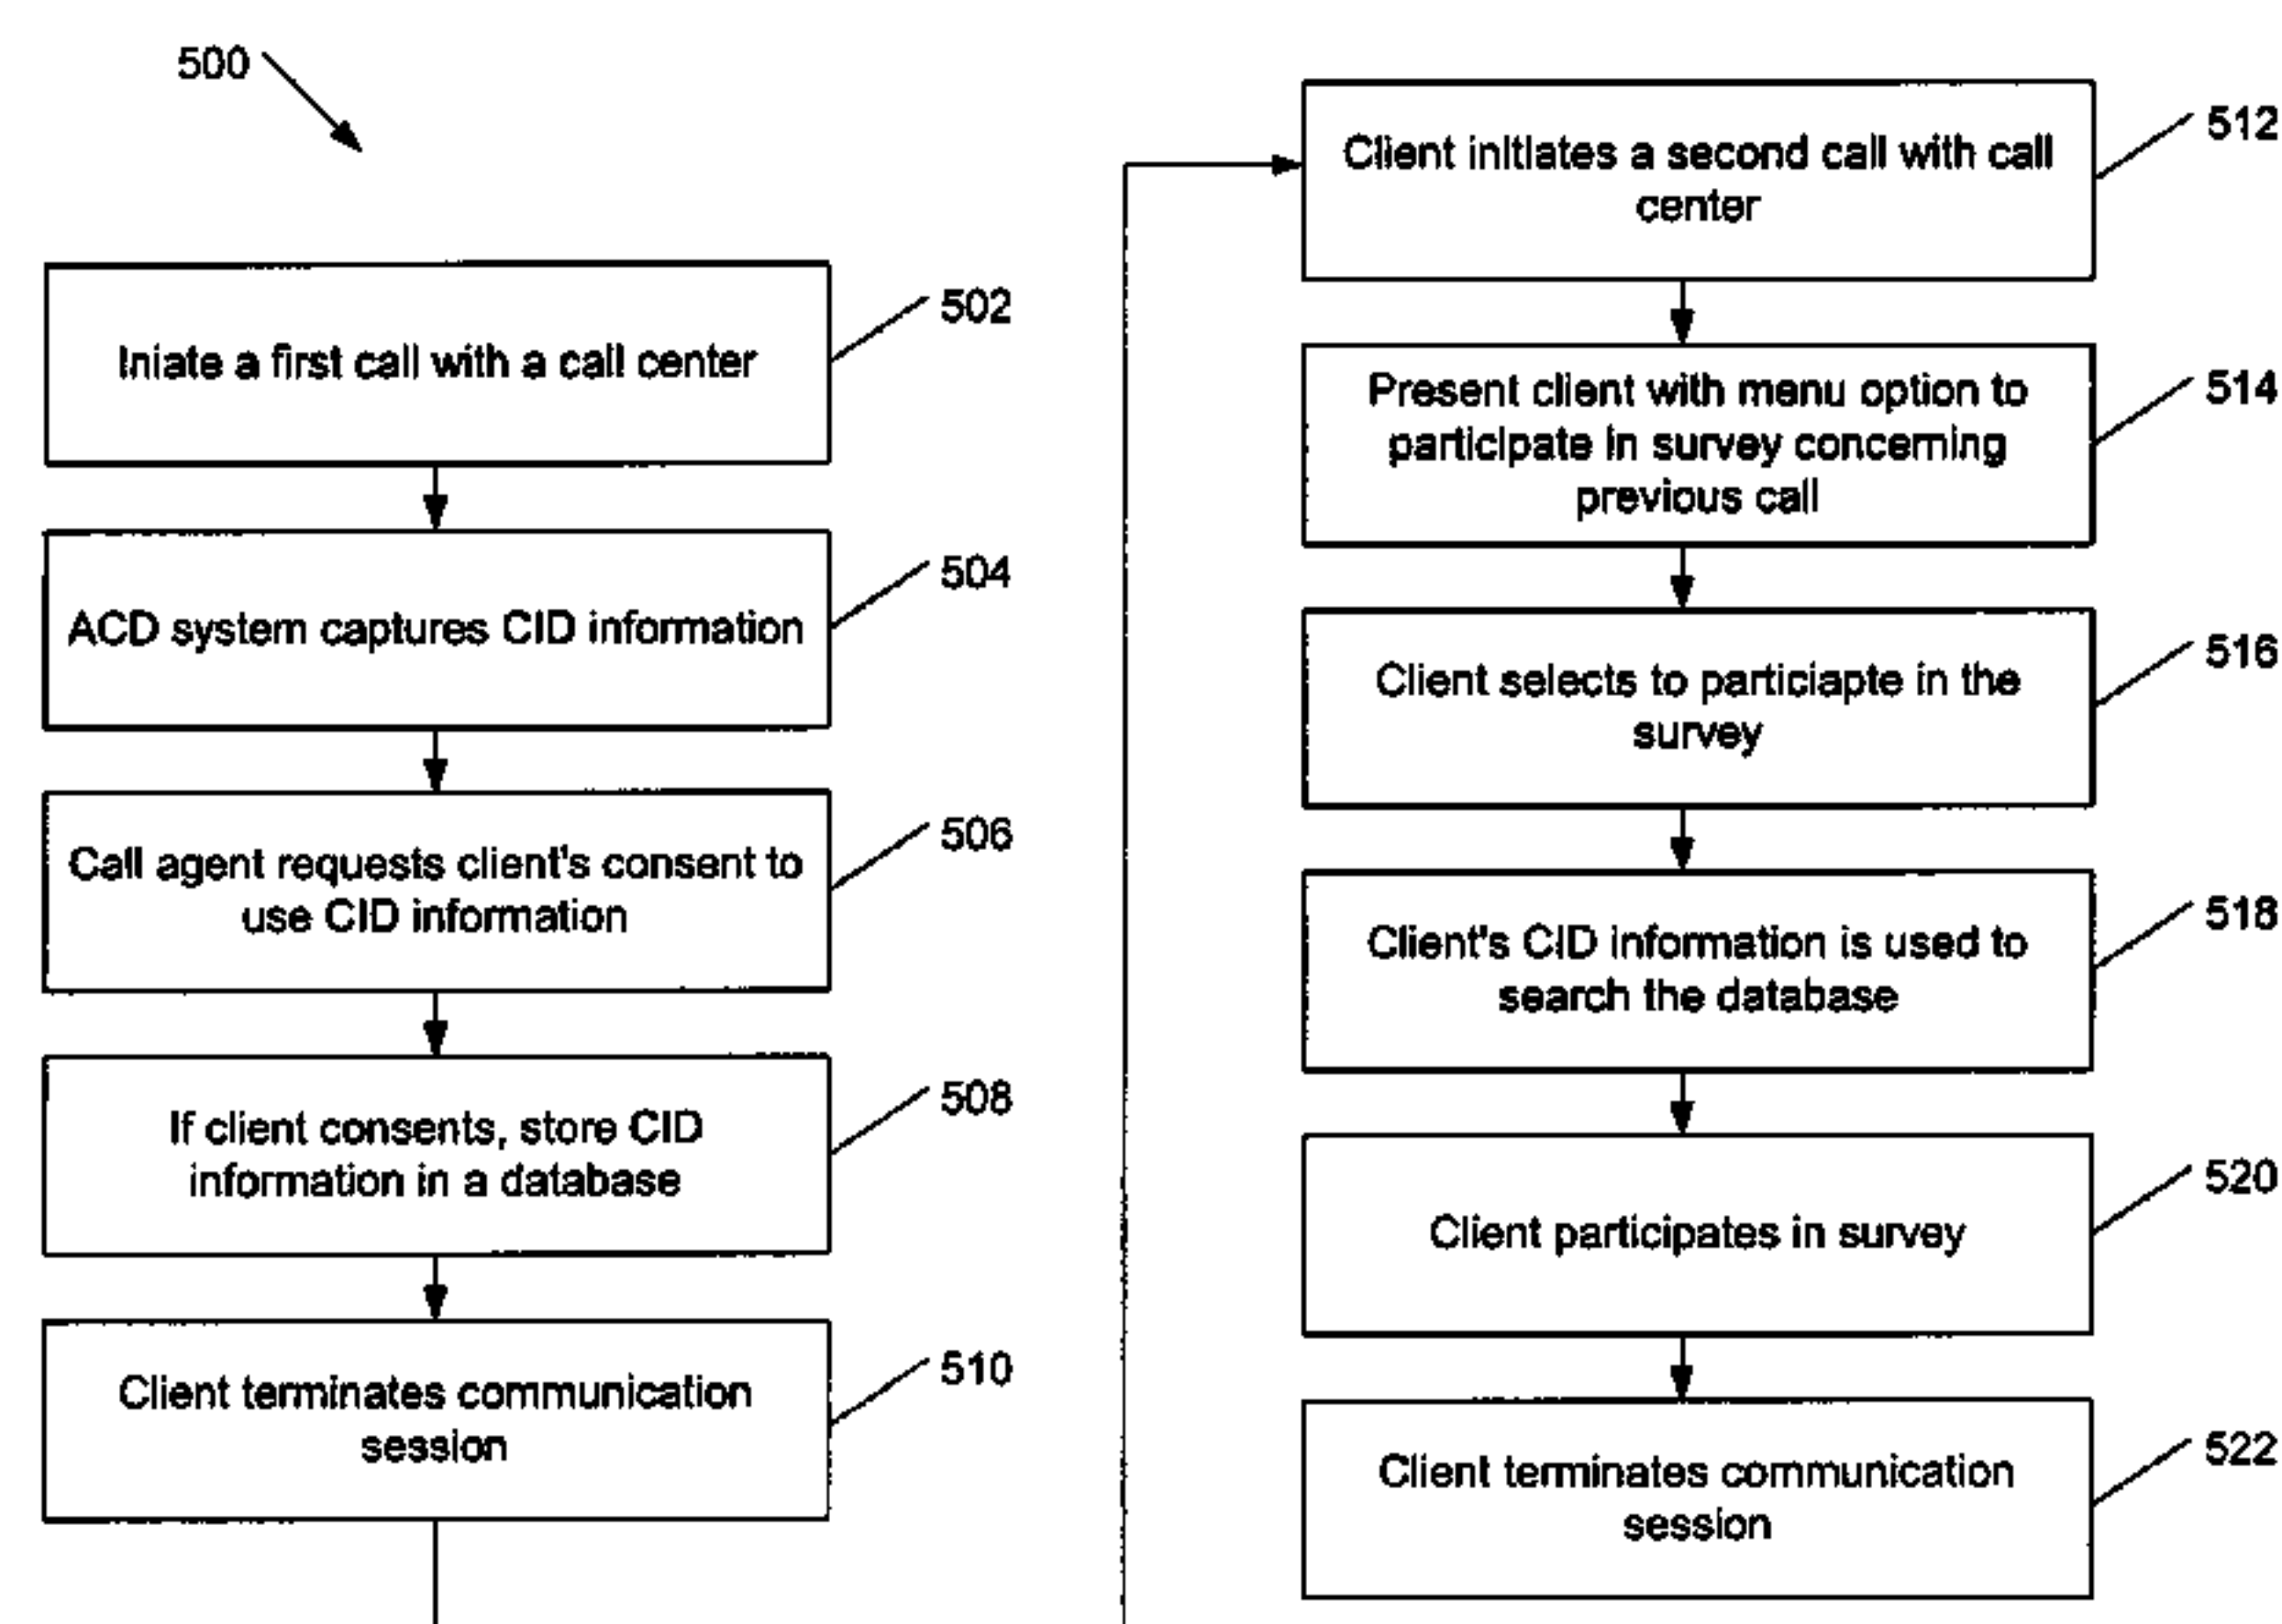 500
Iniate a first call with a call center
502
ACD system captures CID information
504
Call agent requests client's consent to
use CID information
506
If client consents, store CID
information in a database
508
Client terminates communication
session
510
Client initiates a second call with call
center
512
Present client with menu option to
participate in survey concerning
previous call
514
Client selects to particiapte in the
survey
516
Client's CID information is used to
search the database
518
Client participates in survey
520
Client terminates communication
session
522